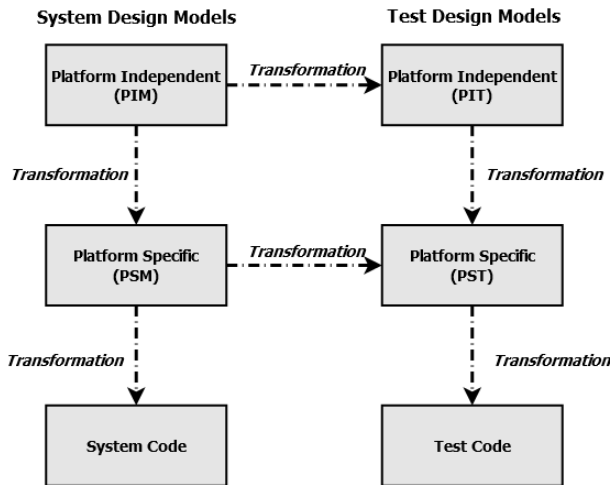 System Design Models
Test Design Models
Platform Independent
(PIM)
Transformation
Platform Independent
(PIT)
Transformation
Transformation
Platform Specific
(PSM)
Transformation
Platform Specific
(PST)
Transformation
Transformation
System Code
Test Code